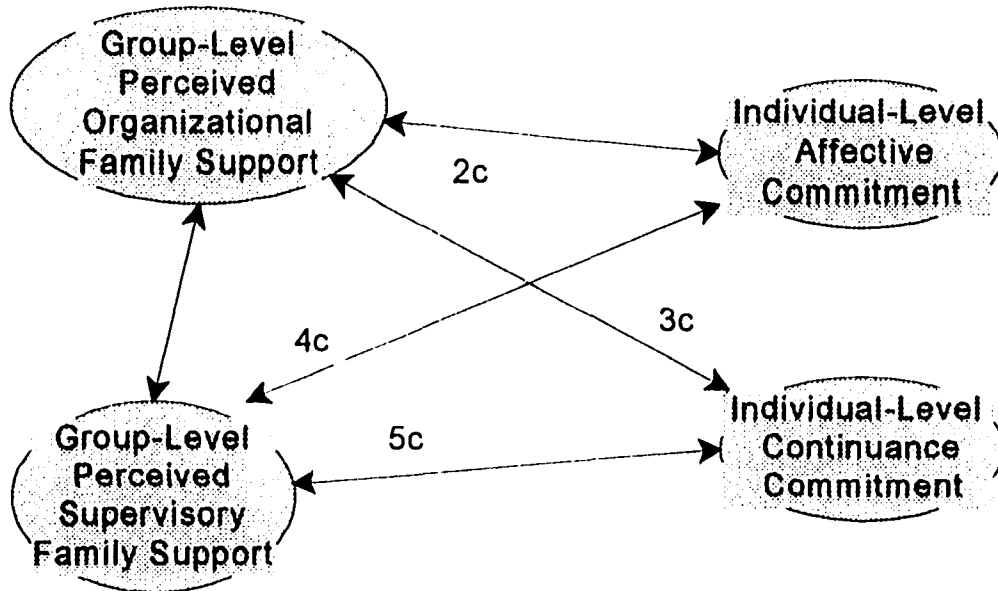 Group-Level
Perceived
Organizational
Family Support
Individual-Level
Affective
Commitment
2c
4c
3c
Group-Level
Perceived
Supervisory
Family Support
5c
Individual-Level
Continuance
Commitment